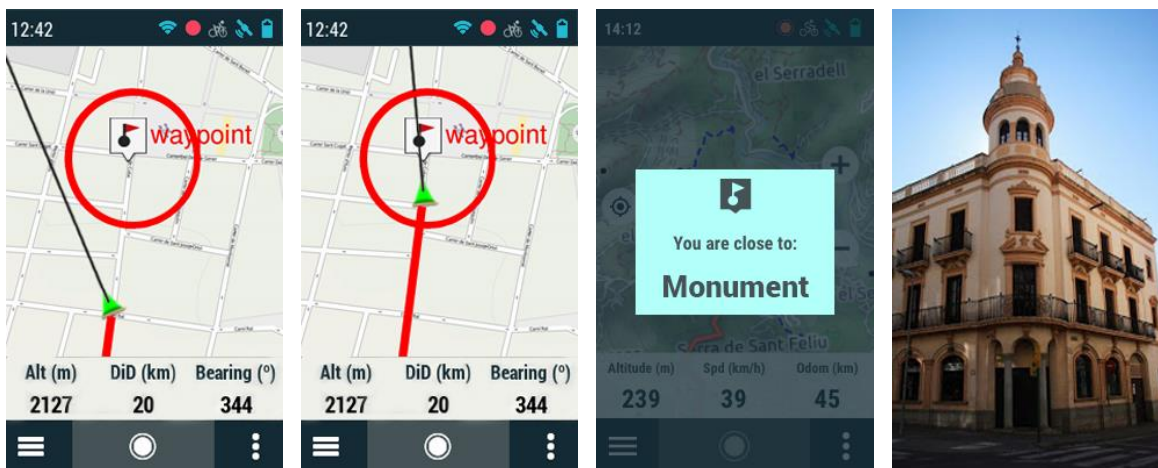 12:42
waypoint
Alt (m) DiD (km) Bearing (º)
2127 20 344
12:42
waypoint
Alt (m) DiD (km) Bearing (º)
2127 20 344
14:12
el Serradell
You are close to:
Monument
Serra de Sant Feliu
Altitude (m) Spd (km/h) Odom (km)
239 39 45